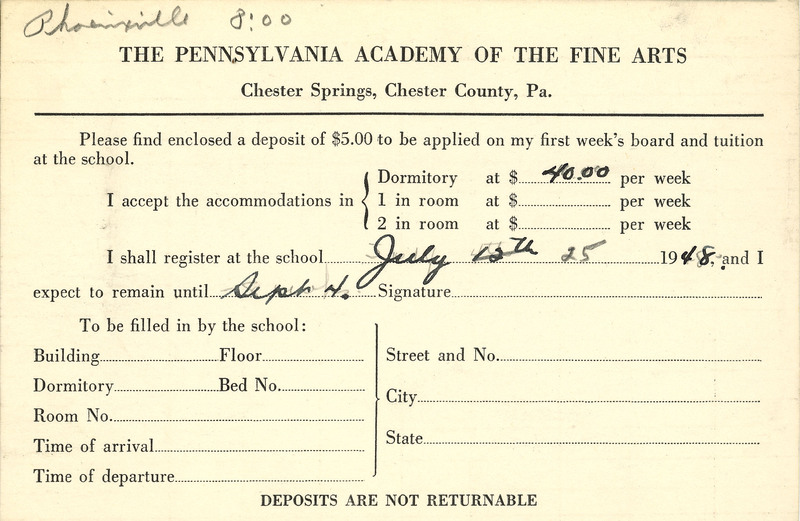 Phoenixville 8:00
THE PENNSYLVANIA ACADEMY OF THE FINE ARTS
Chester Springs, Chester County, Pa.
Please find enclosed a deposit of $5.00 to be applied on my first week's board and tuition
at the school.
I accept the accommodations in
Dormitory at $ 40.00 per week
1 in room at $ per week
2 in room at $ per week
I shall register at the school July 13th 25 1948, and I
expect to remain until Sept 4. Signature
To be filled in by the school:
Building Floor
Dormitory Bed No.
Room No.
Time of arrival
Time of departure
Street and No.
City
State
DEPOSITS ARE NOT RETURNABLE